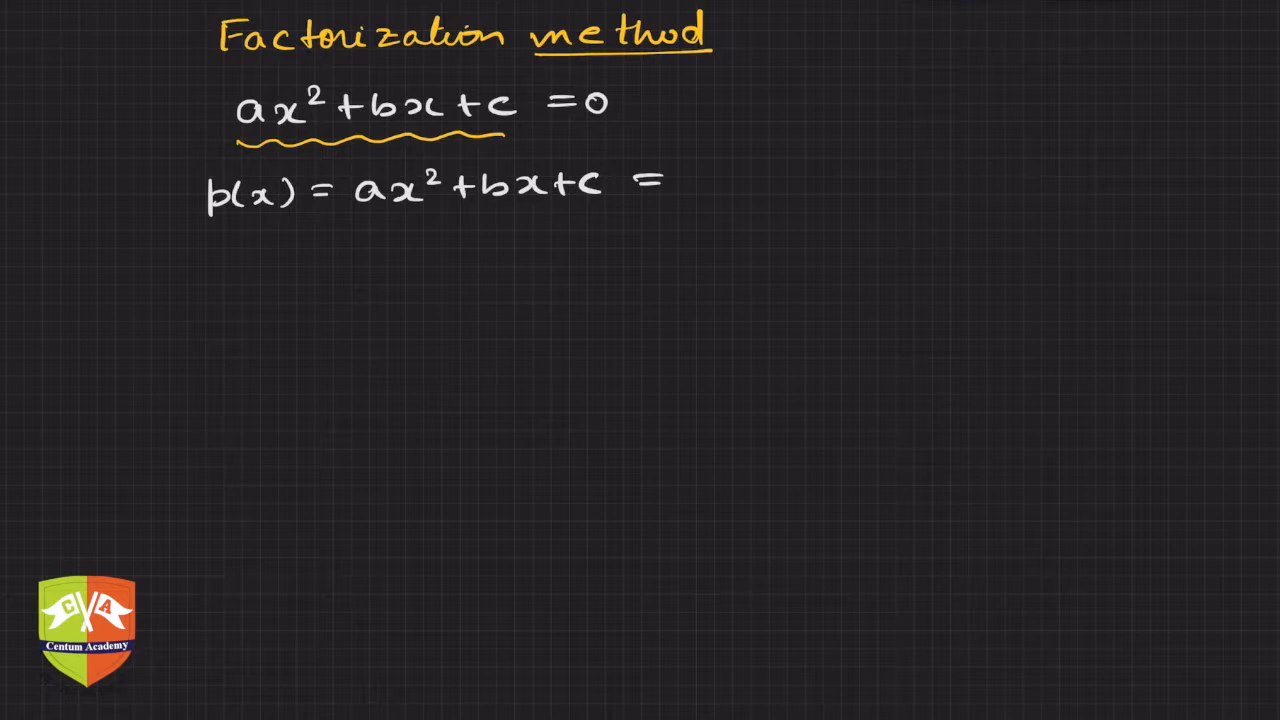 Factorization method
ax² + bx + c = 0
p(x) = ax² + bx + c =
C A
Centum Academy